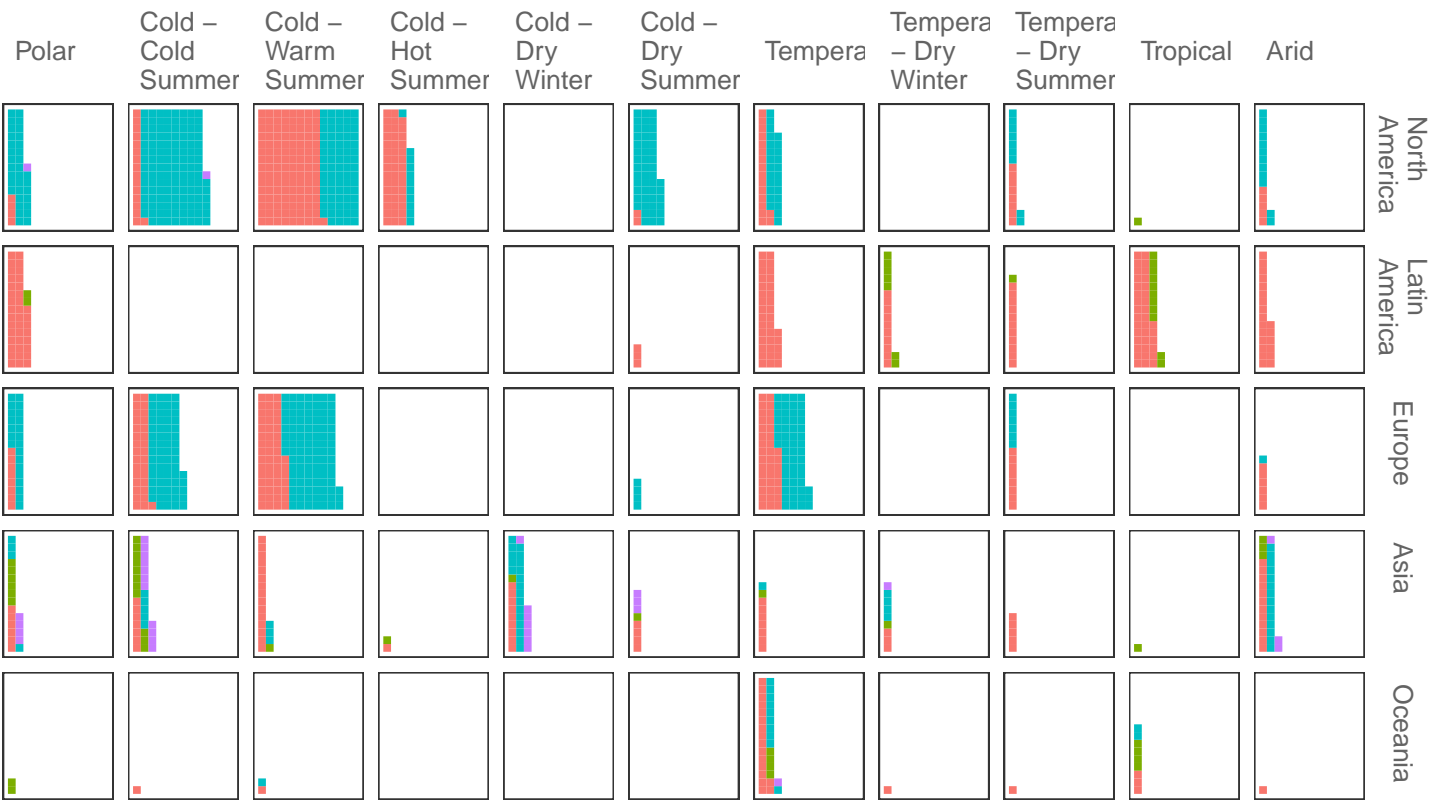 Polar
Cold –
Cold
Summer
Cold –
Warm
Summer
Cold –
Hot
Summer
Cold –
Dry
Winter
Cold –
Dry
Summer
Tempera
Tempera
– Dry
Winter
Tempera
– Dry
Summer
Tropical
Arid
North
America
Latin
America
Europe
Asia
Oceania